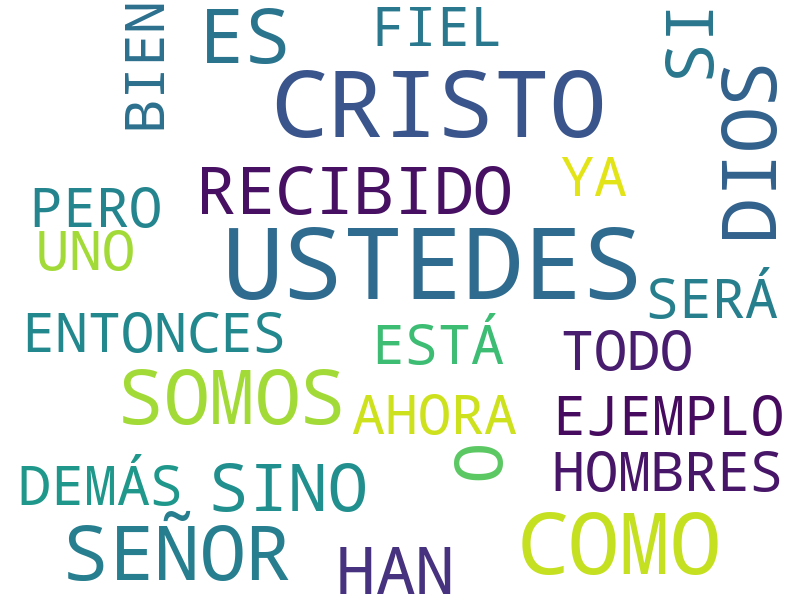 BIEN
ES
FIEL
SI
CRISTO
DIOS
RECIBIDO
YA
PERO
UNO
USTEDES
SERÁ
ENTONCES
ESTÁ
TODO
SOMOS
AHORA
EJEMPLO
O
HOMBRES
DEMÁS
SINO
SEÑOR
HAN
COMO